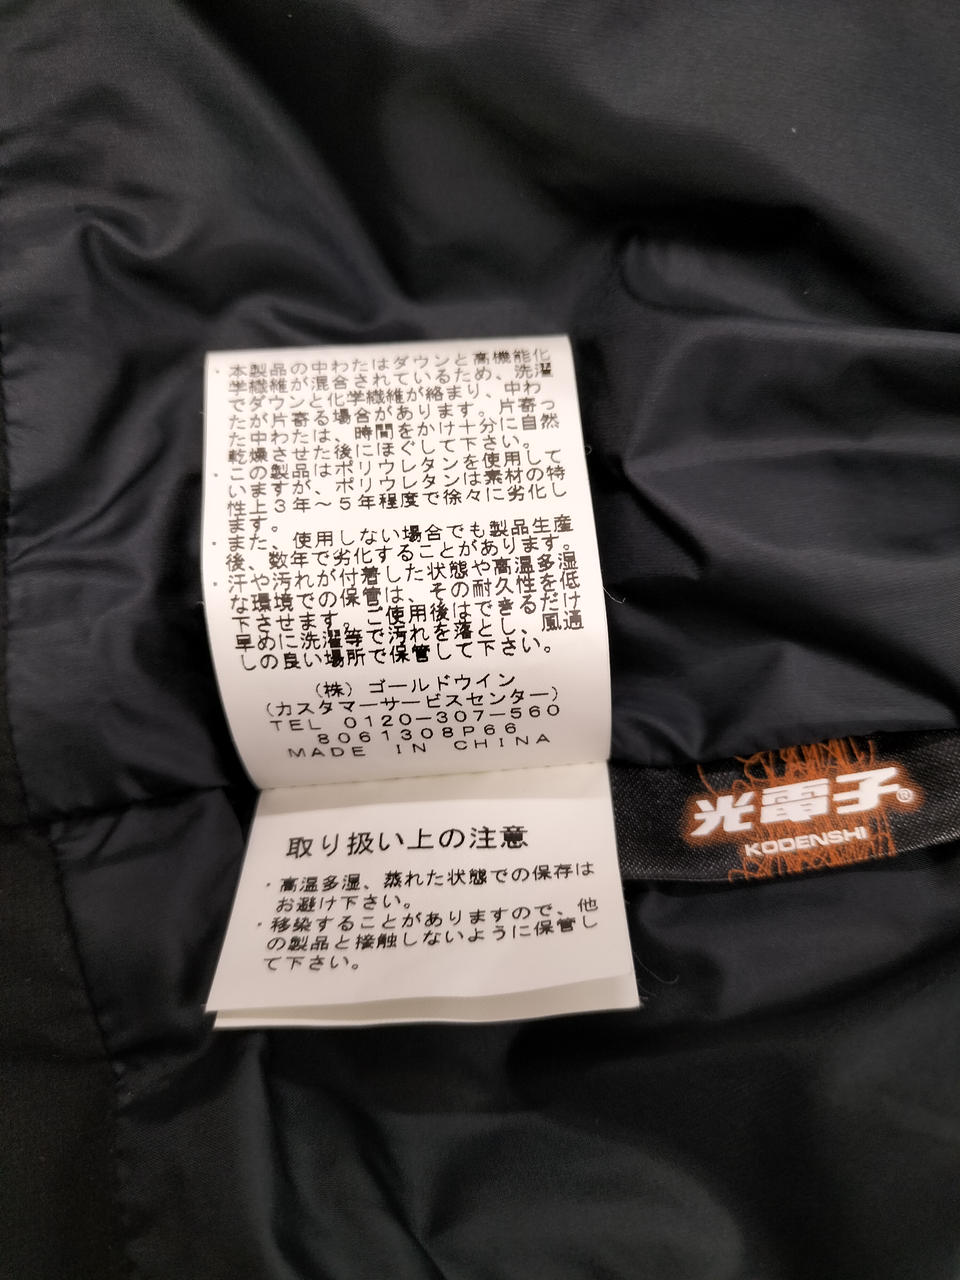 ・本製品の中わたはダウンと高機能化
学繊維が混合されているため、洗濯
でダウンと化学繊維が絡まり、中わ
たが片寄る場合があります。片寄っ
た中わたは、時間をかけ十分に自然
乾燥させた後にほぐして下さい。
・この製品はポリウレタンを使用して
いますが、ポリウレタンは素材の特
性上3年～5年程度で徐々に劣化し
ます。
・また、使用しない場合でも製品生産
後、数年で劣化することがあります。
・汗や汚れが付着した状態や高温多湿
な環境での保管は、その耐久性を低
下させます。ご使用後はできるだけ
早めに洗濯等で汚れを落とし、風通
しの良い場所で保管して下さい。
(株)ゴールドウイン
(カスタマーサービスセンター)
TEL 0120-307-560
8061308P66
MADE IN CHINA
光電子®
KODENSHI
取り扱い上の注意
・高温多湿、蒸れた状態での保存は
お避け下さい。
・移染することがありますので、他
の製品と接触しないように保管し
て下さい。